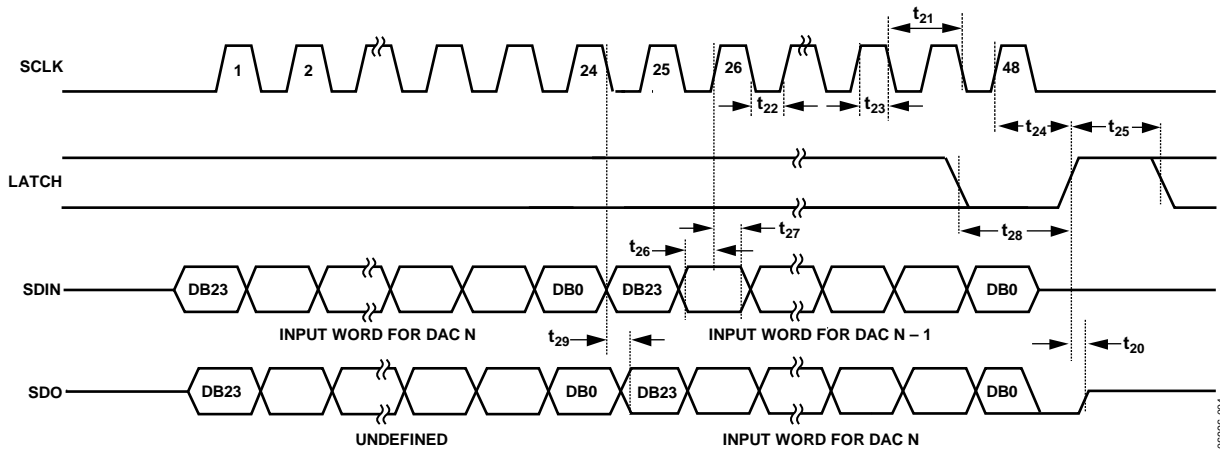 t21
SCLK
1
2
24
25
26
48
t22
t23
t24
t25
LATCH
t28
t27
t26
SDIN
DB23
DB0
DB23
DB0
INPUT WORD FOR DAC N
INPUT WORD FOR DAC N – 1
t29
t20
SDO
DB23
DB0
DB23
DB0
UNDEFINED
INPUT WORD FOR DAC N